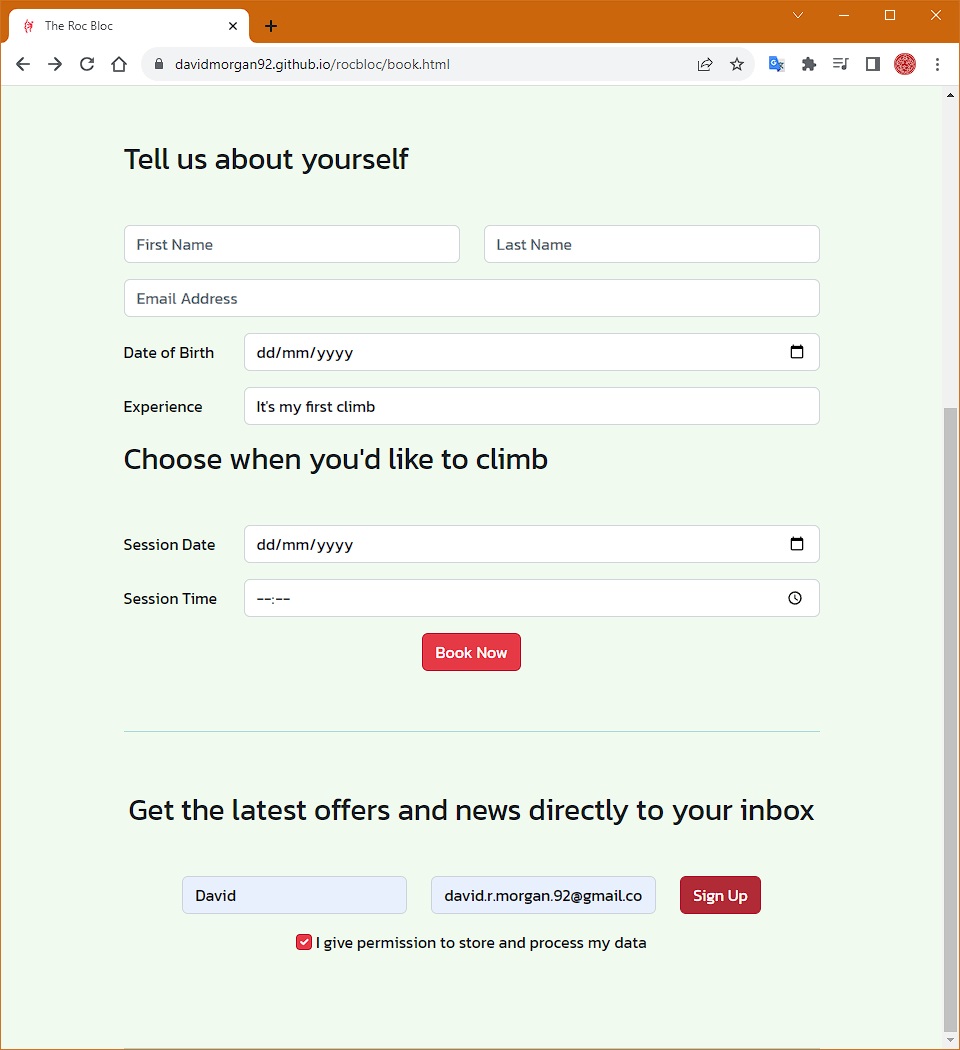 The Roc Bloc
davidmorgan92.github.io/rocbloc/book.html
Tell us about yourself
First Name Last Name
Email Address
Date of Birth dd/mm/yyyy
Experience It's my first climb
Choose when you'd like to climb
Session Date dd/mm/yyyy
Session Time --:--
Book Now
Get the latest offers and news directly to your inbox
David david.r.morgan.92@gmail.co Sign Up
I give permission to store and process my data